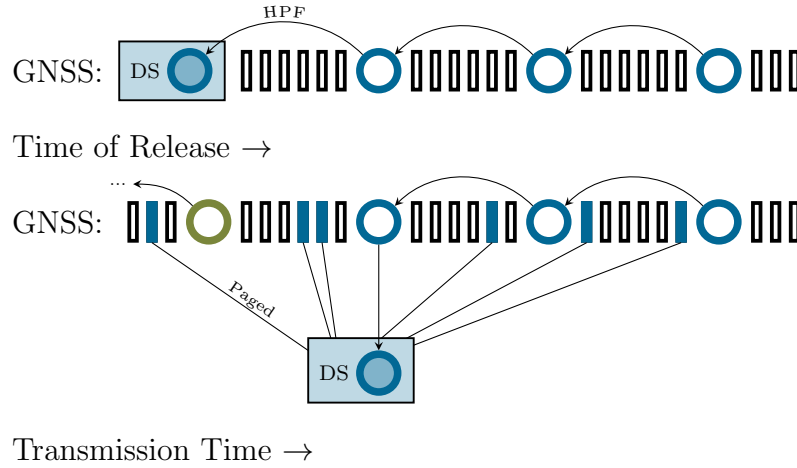 HPF
GNSS: DS
Time of Release →
...
GNSS:
Paged
DS
Transmission Time →